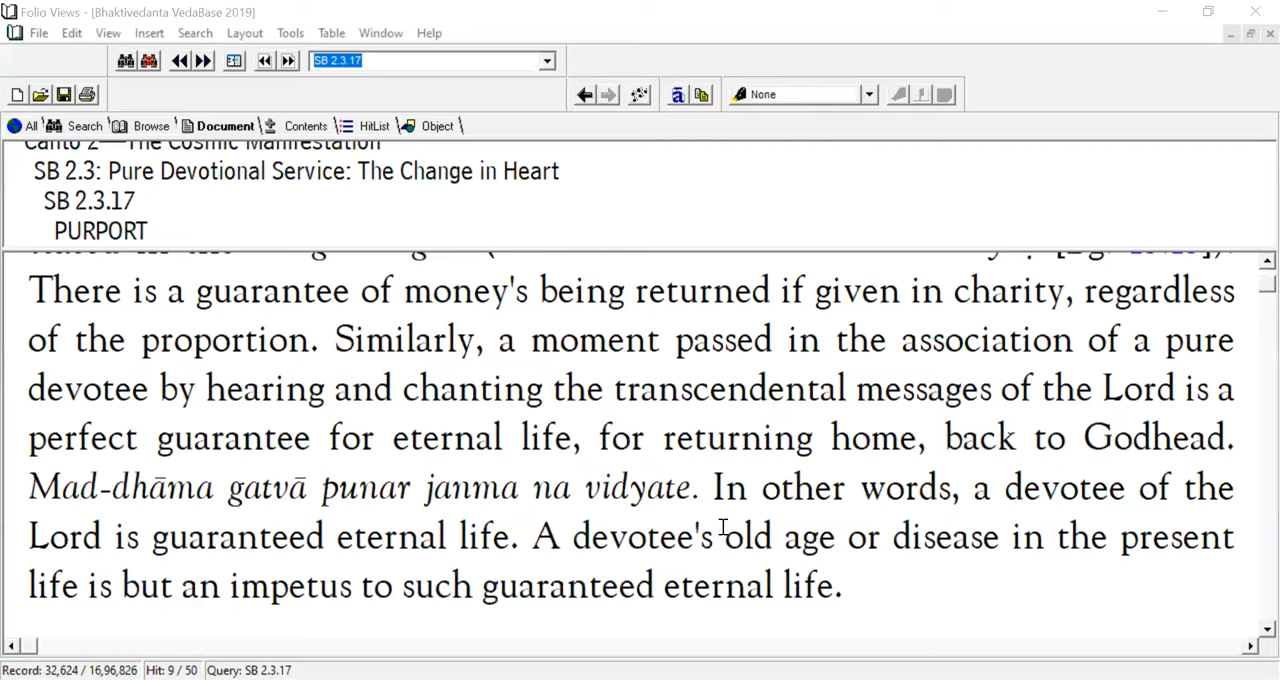 Folio Views - [Bhaktivedanta VedaBase 2019]
File Edit View Insert Search Layout Tools Table Window Help
SB 2.3.17
None
All Search Browse Document Contents HitList Object
Canto 2—The Cosmic Manifestation
SB 2.3: Pure Devotional Service: The Change in Heart
SB 2.3.17
PURPORT
There is a guarantee of money's being returned if given in charity, regardless
of the proportion. Similarly, a moment passed in the association of a pure
devotee by hearing and chanting the transcendental messages of the Lord is a
perfect guarantee for eternal life, for returning home, back to Godhead.
Mad-dhāma gatvā punar janma na vidyate. In other words, a devotee of the
Lord is guaranteed eternal life. A devotee's old age or disease in the present
life is but an impetus to such guaranteed eternal life.
Record: 32,624 / 16,96,826 Hit: 9 / 50 Query: SB 2.3.17